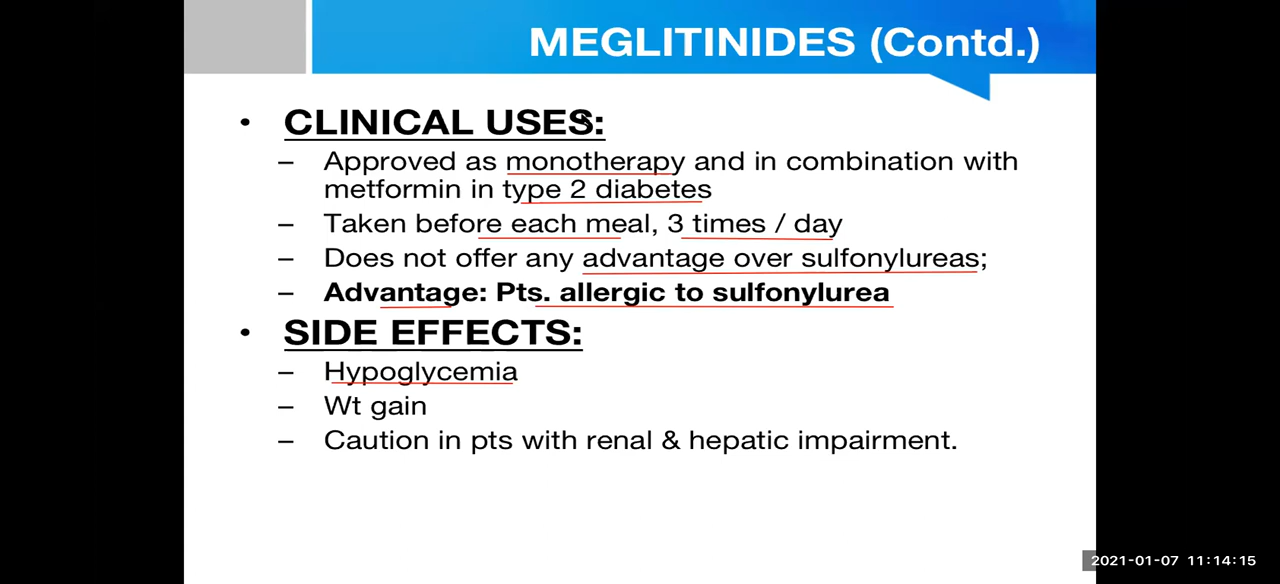 MEGLITINIDES (Contd.)
• CLINICAL USES:
– Approved as monotherapy and in combination with
metformin in type 2 diabetes
– Taken before each meal, 3 times / day
– Does not offer any advantage over sulfonylureas;
– Advantage: Pts. allergic to sulfonylurea
• SIDE EFFECTS:
– Hypoglycemia
– Wt gain
– Caution in pts with renal & hepatic impairment.
2021-01-07 11:14:15